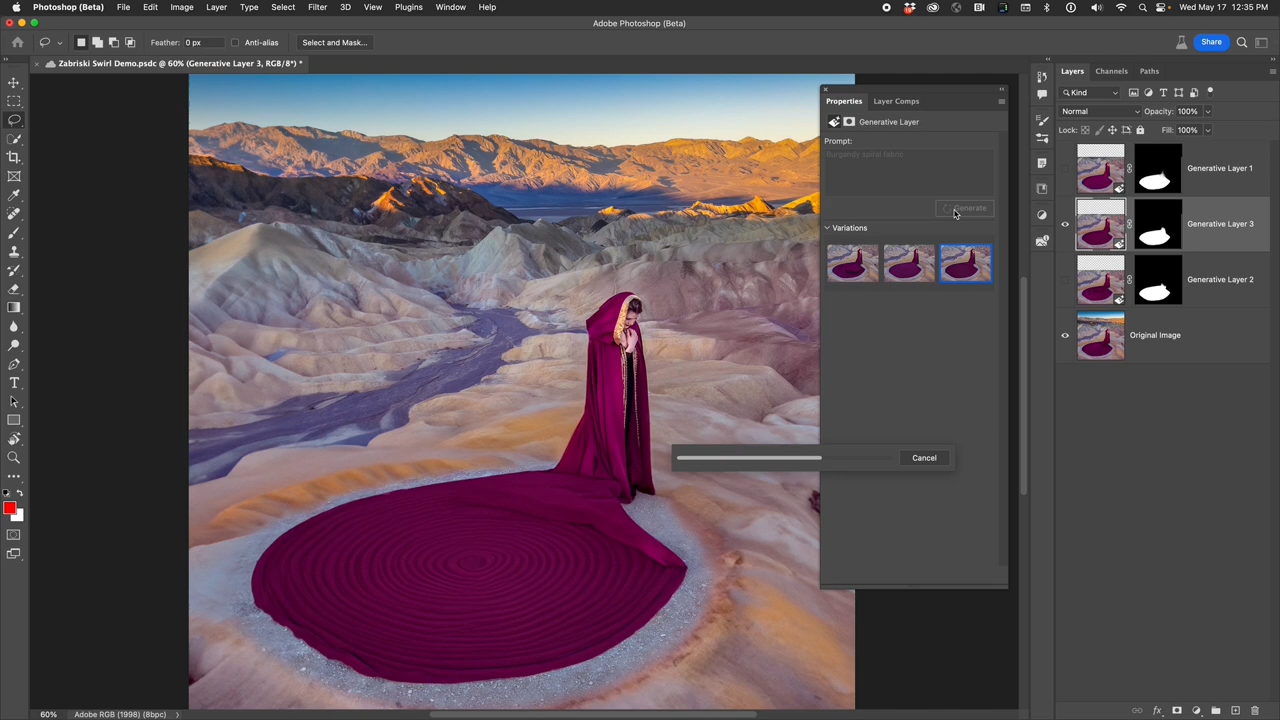 Photoshop (Beta) File Edit Image Layer Type Select Filter 3D View Plugins Window Help Wed May 17 12:35 PM
Adobe Photoshop (Beta)
Feather: 0 px Anti-alias Select and Mask... Share
Zabriski Swirl Demo.psdc @ 60% (Generative Layer 3, RGB/8*) *
Properties Layer Comps
Generative Layer
Prompt:
Burgendy spiral fabric
Generate
Variations
Cancel
Layers Channels Paths
Kind
Normal Opacity: 100%
Lock: Fill: 100%
Generative Layer 1
Generative Layer 3
Generative Layer 2
Original Image
60% Adobe RGB (1998) (8bpc)